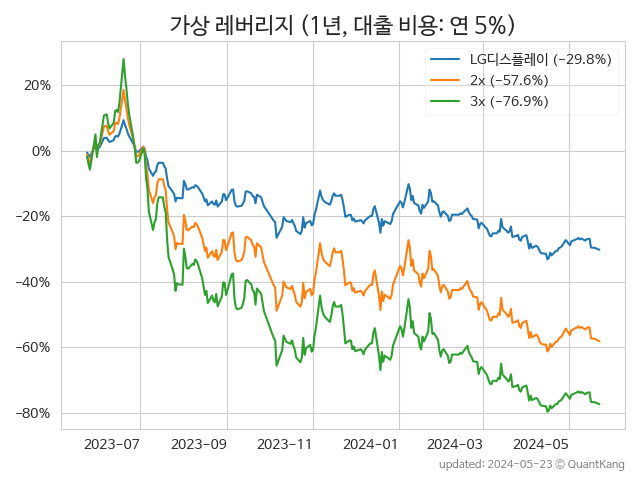 가상 레버리지 (1년, 대출 비용: 연 5%)
LG디스플레이 (−29.8%)
2x (−57.6%)
3x (−76.9%)
20%
0%
−20%
−40%
−60%
−80%
2023-07
2023-09
2023-11
2024-01
2024-03
2024-05
updated: 2024-05-23 © QuantKang